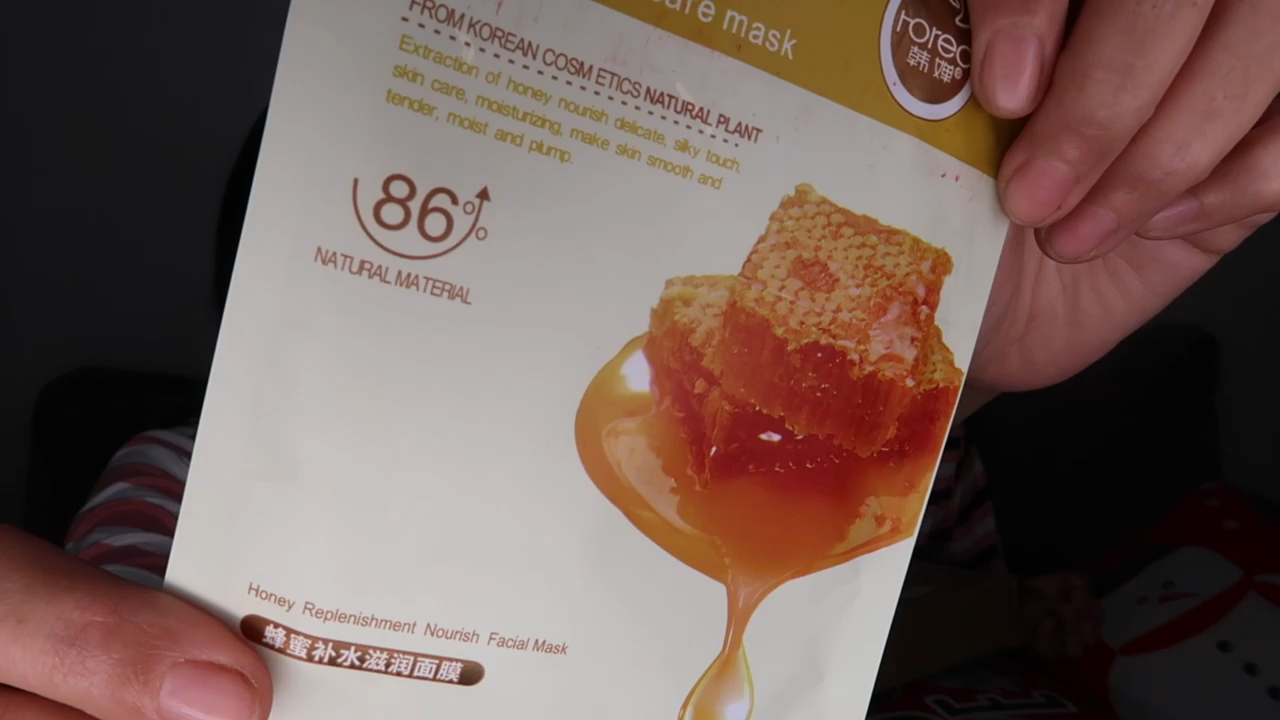 care mask
Horec
韩婵®
FROM KOREAN COSM ETICS NATURAL PLANT
Extraction of honey nourish delicate, silky touch,
skin care, moisturizing, make skin smooth and
tender, moist and plump.
86%
NATURAL MATERIAL
Honey Replenishment Nourish Facial Mask
蜂蜜补水滋润面膜